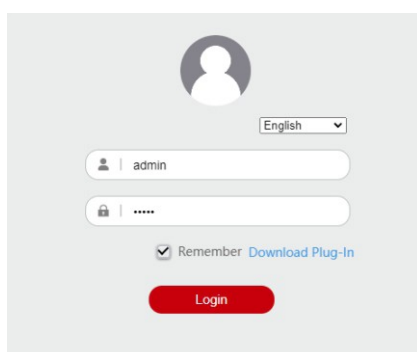 English
admin
•••••
Remember Download Plug-In
Login